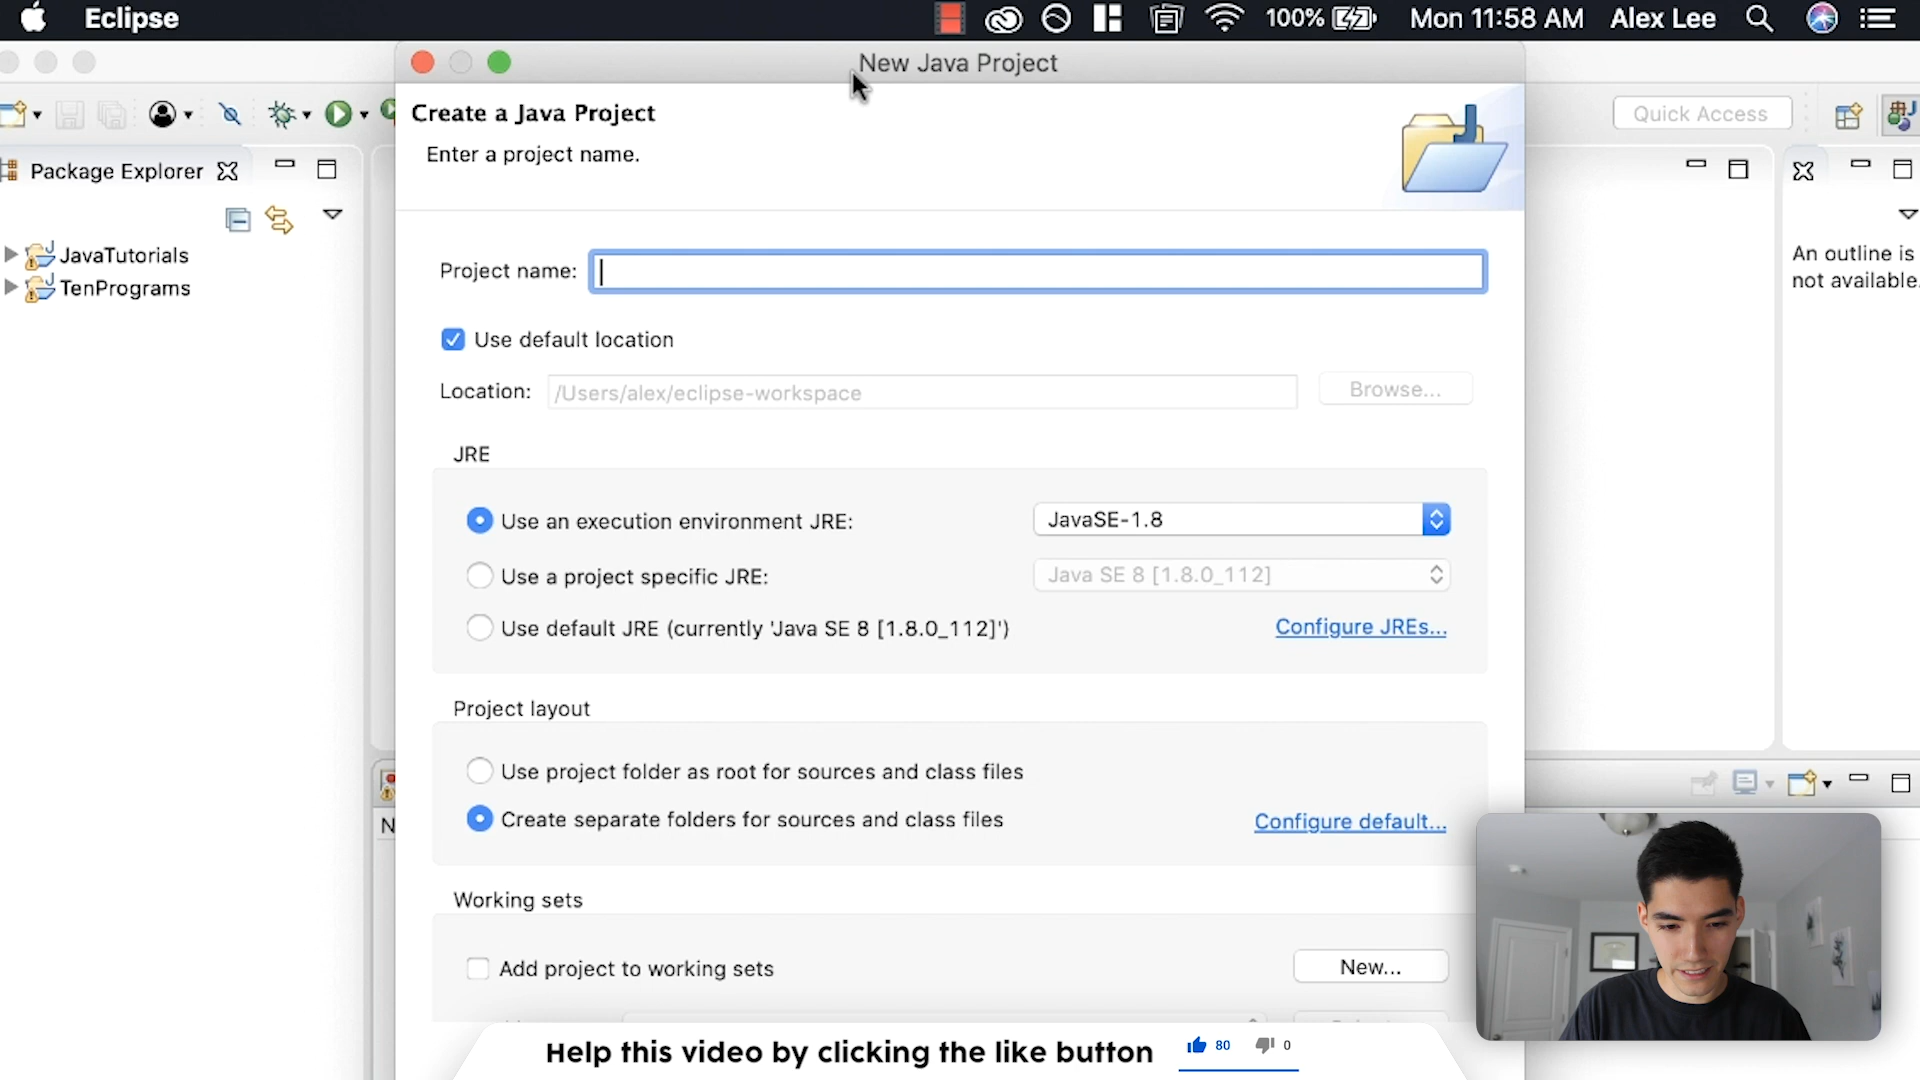 Eclipse
100%
Mon 11:58 AM
Alex Lee
New Java Project
Create a Java Project
Enter a project name.
Quick Access
Package Explorer
JavaTutorials
TenPrograms
An outline is
not available.
Project name:
Use default location
Location:
/Users/alex/eclipse-workspace
Browse...
JRE
Use an execution environment JRE:
JavaSE-1.8
Use a project specific JRE:
Java SE 8 [1.8.0_112]
Use default JRE (currently 'Java SE 8 [1.8.0_112]')
Configure JREs...
Project layout
Use project folder as root for sources and class files
Create separate folders for sources and class files
Configure default...
N
Working sets
Add project to working sets
New...
Help this video by clicking the like button
80
0